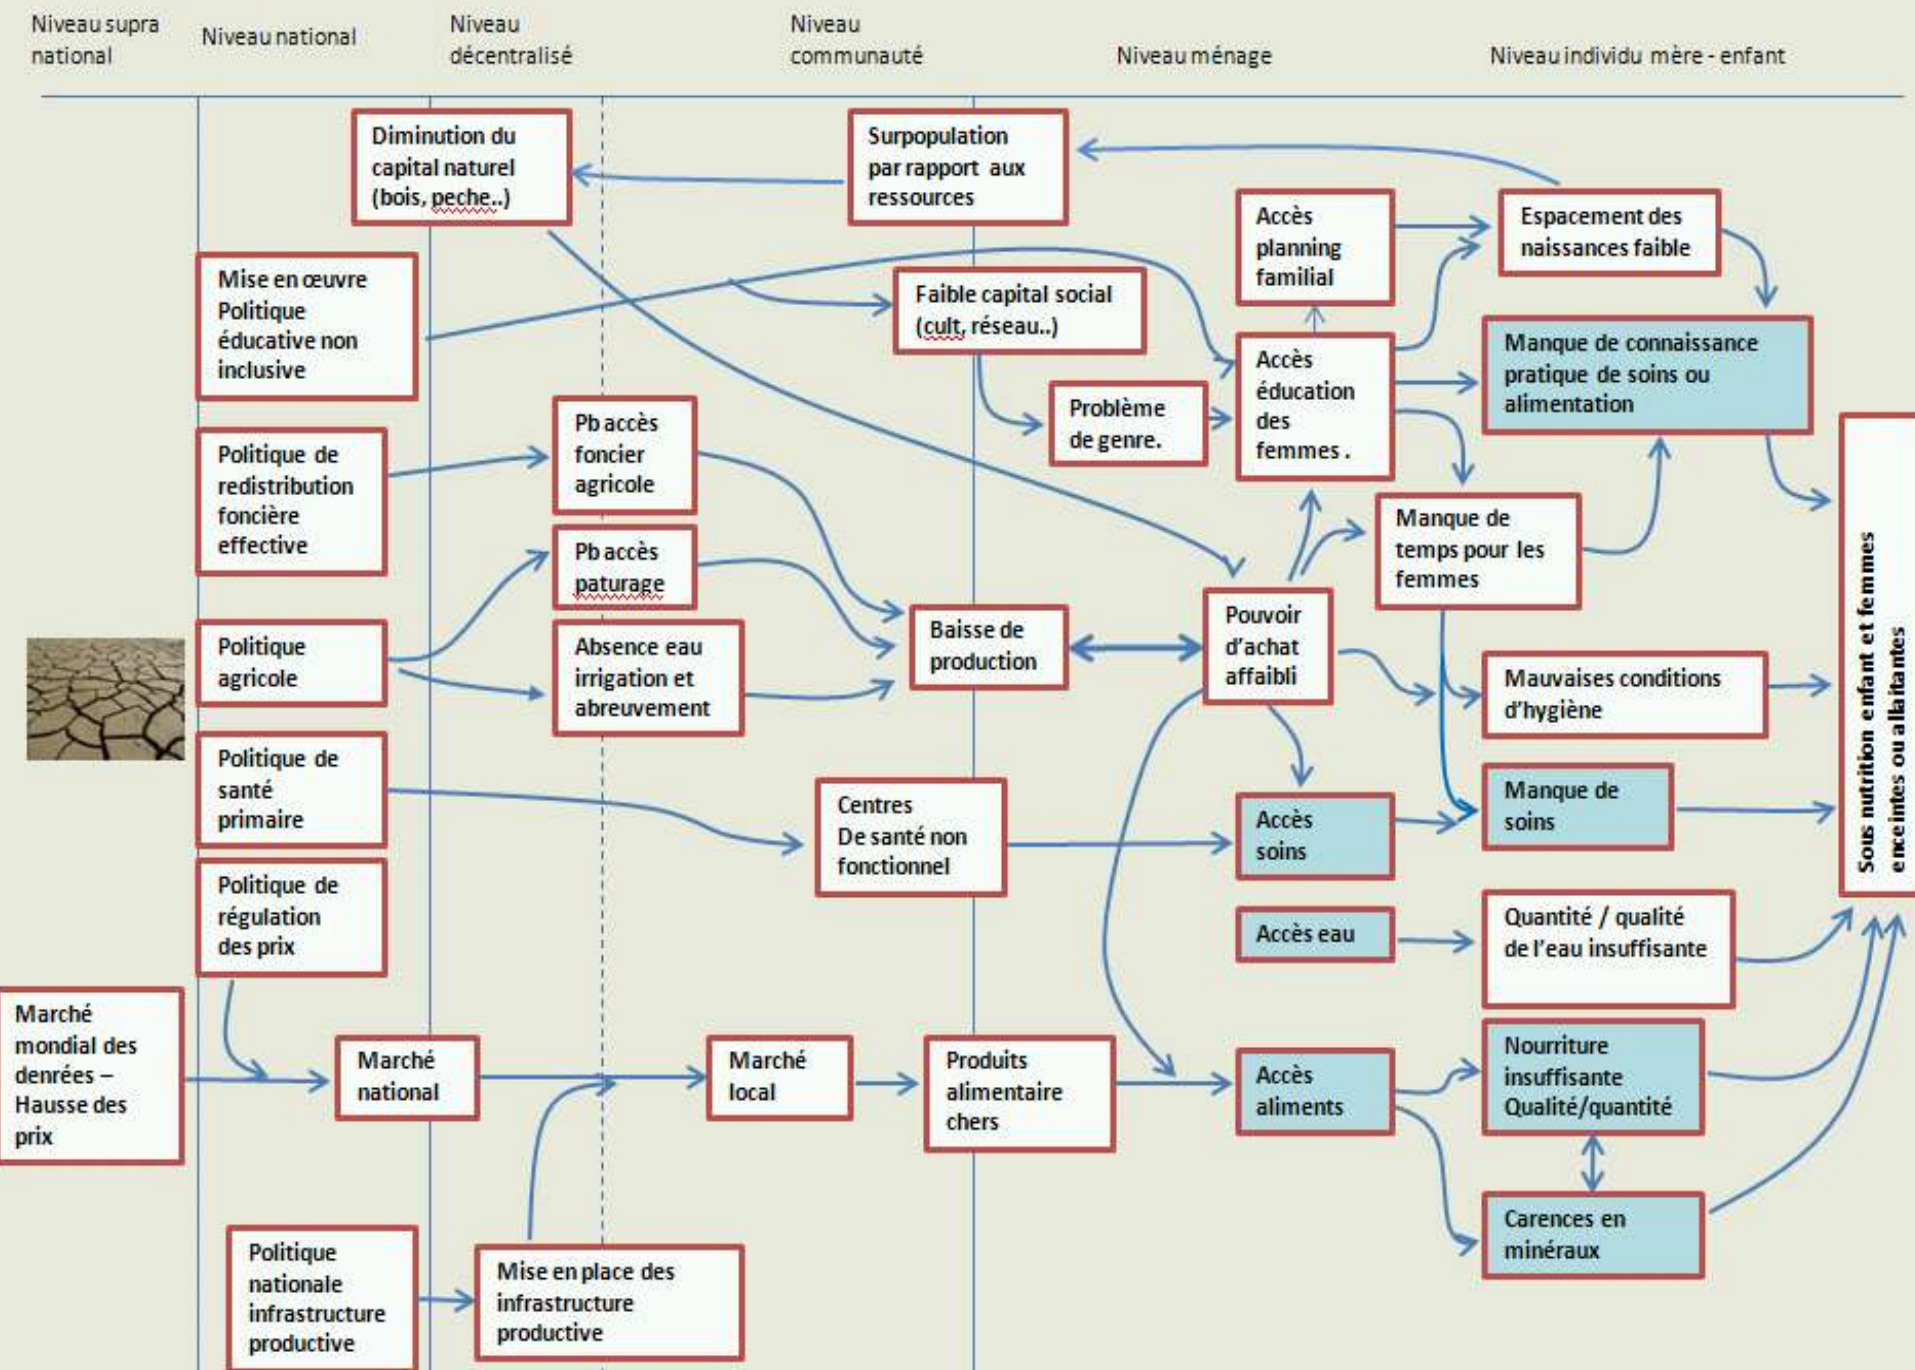 Niveau supra
national
Niveau national
Niveau
décentralisé
Niveau
communauté
Niveau ménage
Niveau individu mère - enfant
Diminution du
capital naturel
(bois, peche..)
Surpopulation
par rapport aux
ressources
Accès
planning
familial
Espacement des
naissances faible
Mise en œuvre
Politique
éducative non
inclusive
Faible capital social
(cult, réseau..)
Problème
de genre.
Accès
éducation
des
femmes .
Manque de connaissance
pratique de soins ou
alimentation
Politique de
redistribution
foncière
effective
Pb accès
foncier
agricole
Pb accès
paturage
Manque de
temps pour les
femmes
Politique
agricole
Absence eau
irrigation et
abreuvement
Baisse de
production
Pouvoir
d'achat
affaibli
Mauvaises conditions
d'hygiène
Politique de
santé
primaire
Centres
De santé non
fonctionnel
Accès
soins
Manque de
soins
Sous nutrition enfant et femmes
enceintes ou allaitantes
Politique de
régulation
des prix
Accès eau
Quantité / qualité
de l'eau insuffisante
Marché
mondial des
denrées –
Hausse des
prix
Marché
national
Marché
local
Produits
alimentaire
chers
Accès
aliments
Nourriture
insuffisante
Qualité/quantité
Carences en
minéraux
Politique
nationale
infrastructure
productive
Mise en place des
infrastructure
productive